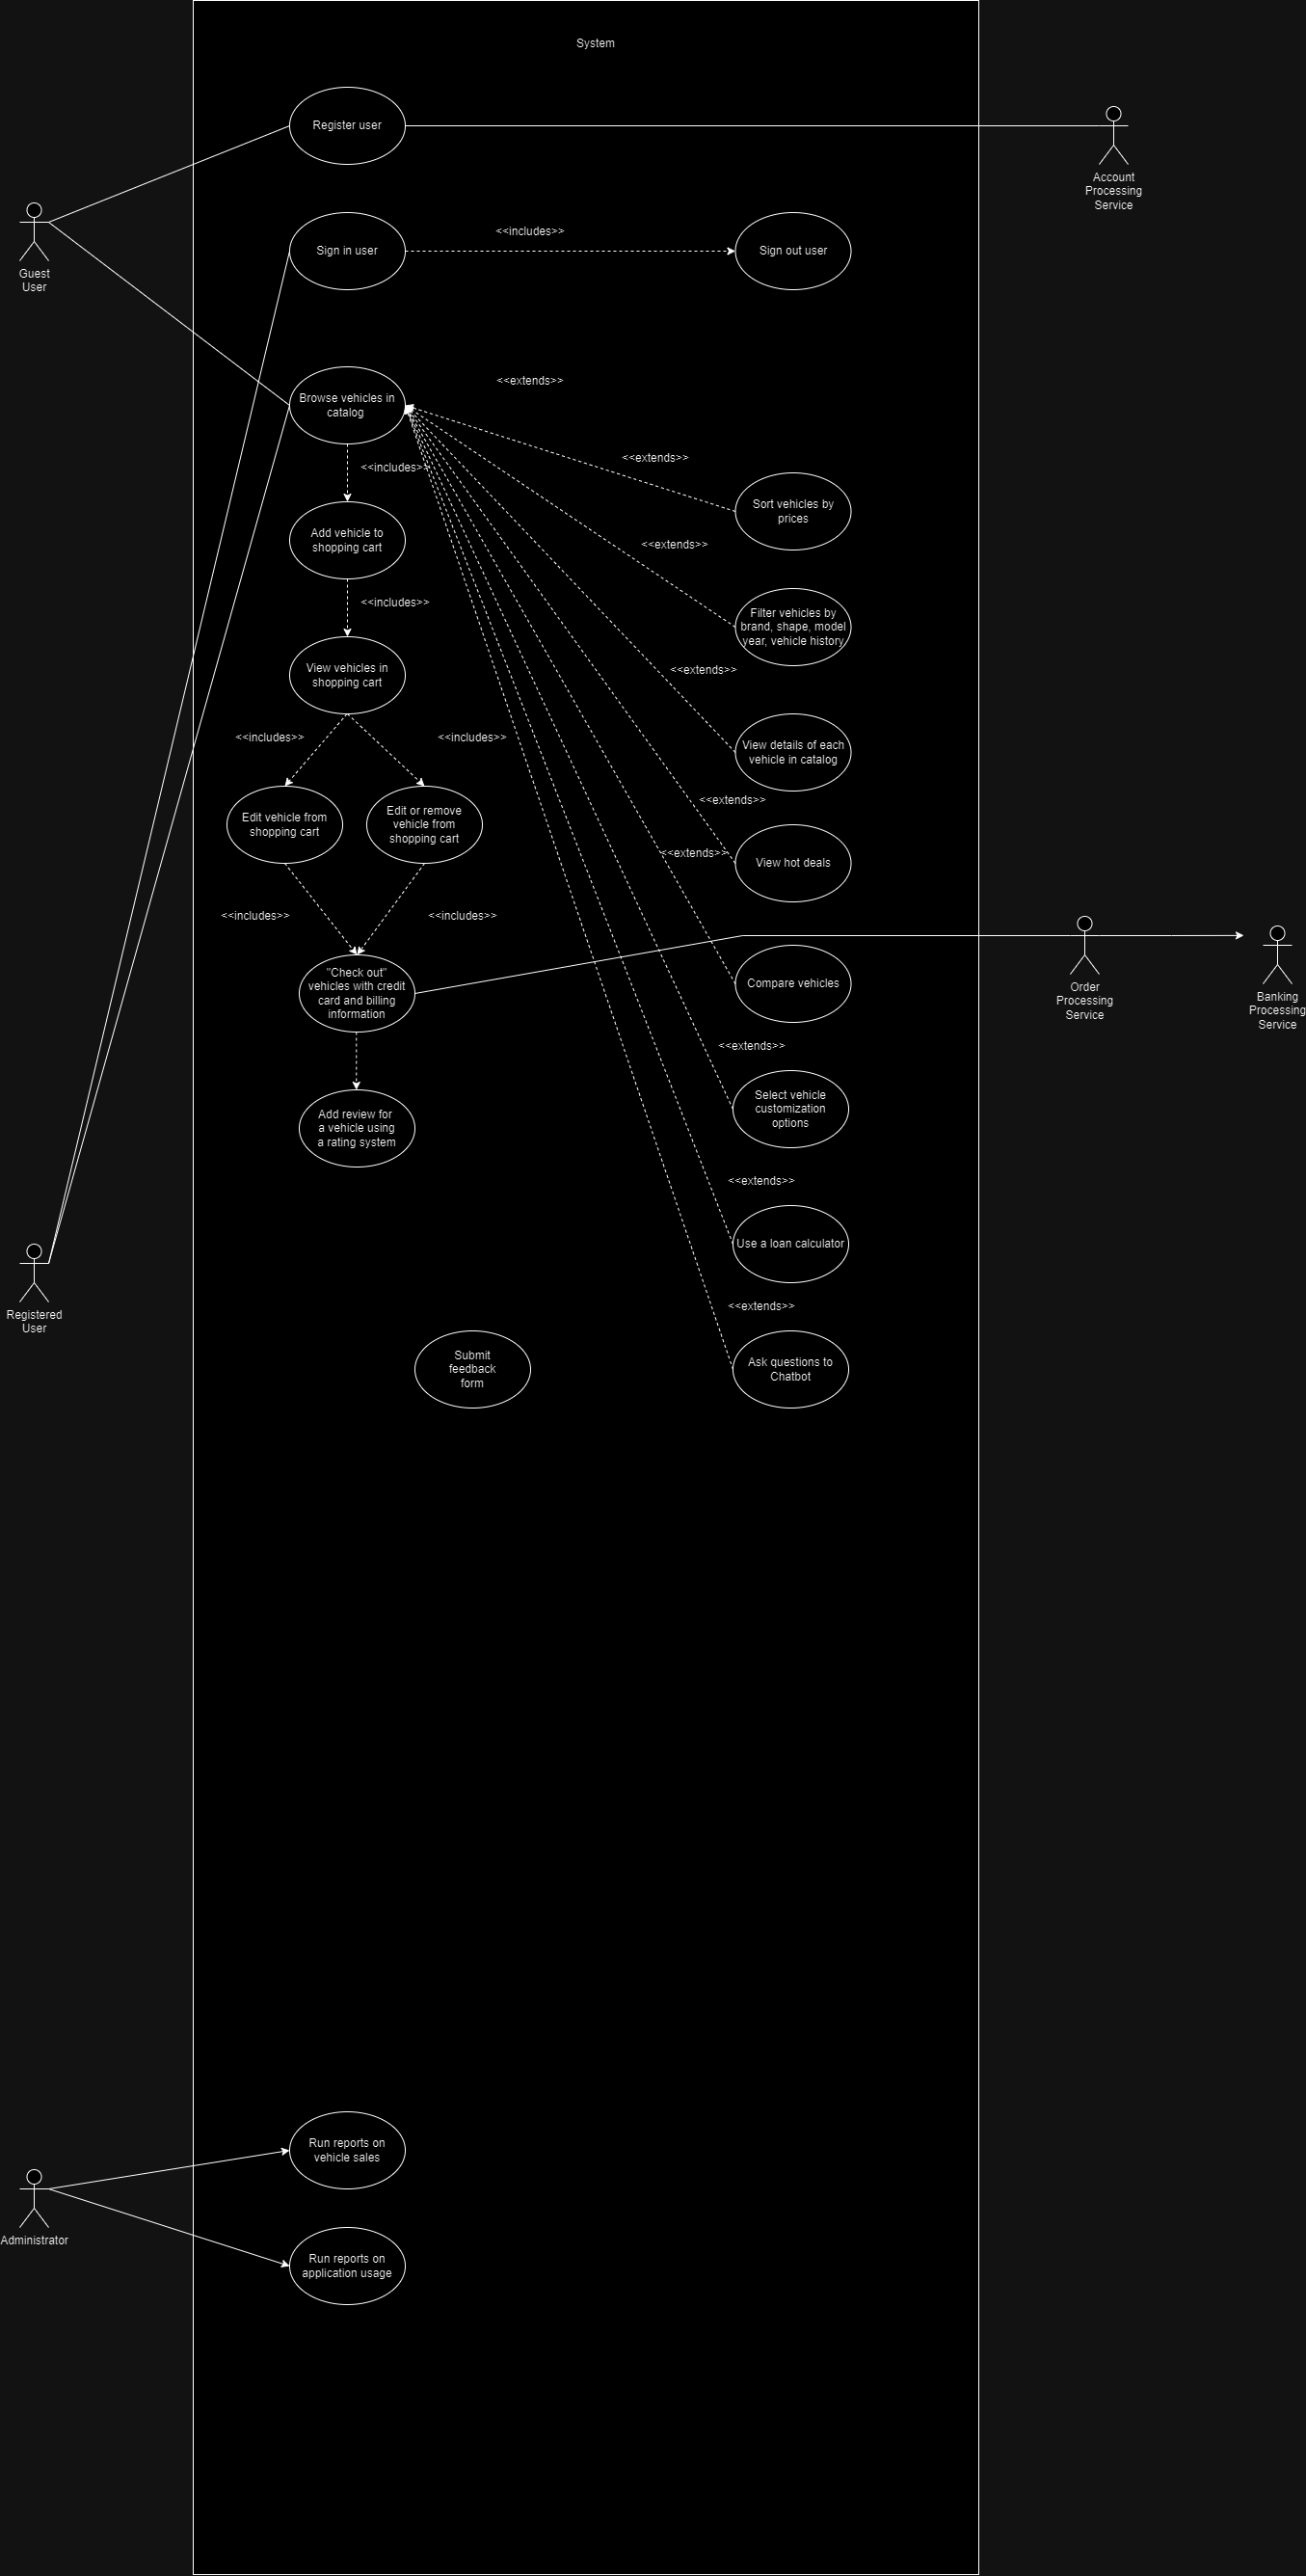 System
Register user
Account
Processing
Service
Guest
User
Sign in user
<<includes>>
Sign out user
<<extends>>
Browse vehicles in
catalog
<<includes>>
<<extends>>
Sort vehicles by
prices
Add vehicle to
shopping cart
<<extends>>
<<includes>>
Filter vehicles by
brand, shape, model
year, vehicle history
View vehicles in
shopping cart
<<extends>>
<<includes>>
<<includes>>
View details of each
vehicle in catalog
Edit vehicle from
shopping cart
Edit or remove
vehicle from
shopping cart
<<extends>>
<<extends>>
View hot deals
<<includes>>
<<includes>>
"Check out"
vehicles with credit
card and billing
information
Compare vehicles
Order
Processing
Service
Banking
Processing
Service
<<extends>>
Select vehicle
customization
options
Add review for
a vehicle using
a rating system
<<extends>>
Use a loan calculator
Registered
User
<<extends>>
Submit
feedback
form
Ask questions to
Chatbot
Run reports on
vehicle sales
Administrator
Run reports on
application usage